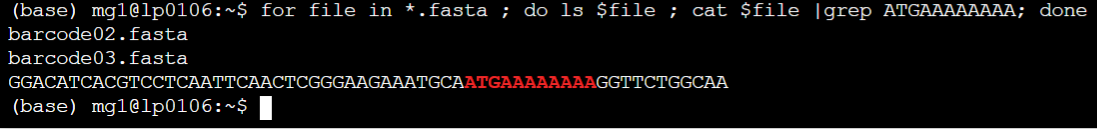 (base) mg1@lp0106:~$ for file in *.fasta ; do ls $file ; cat $file |grep ATGAAAAAAAA; done
barcode02.fasta
barcode03.fasta
GGACATCACGTCCTCAATTCAACTCGGGAAGAAATGCAATGAAAAAAAAGGTTCTGGCAA
(base) mg1@lp0106:~$